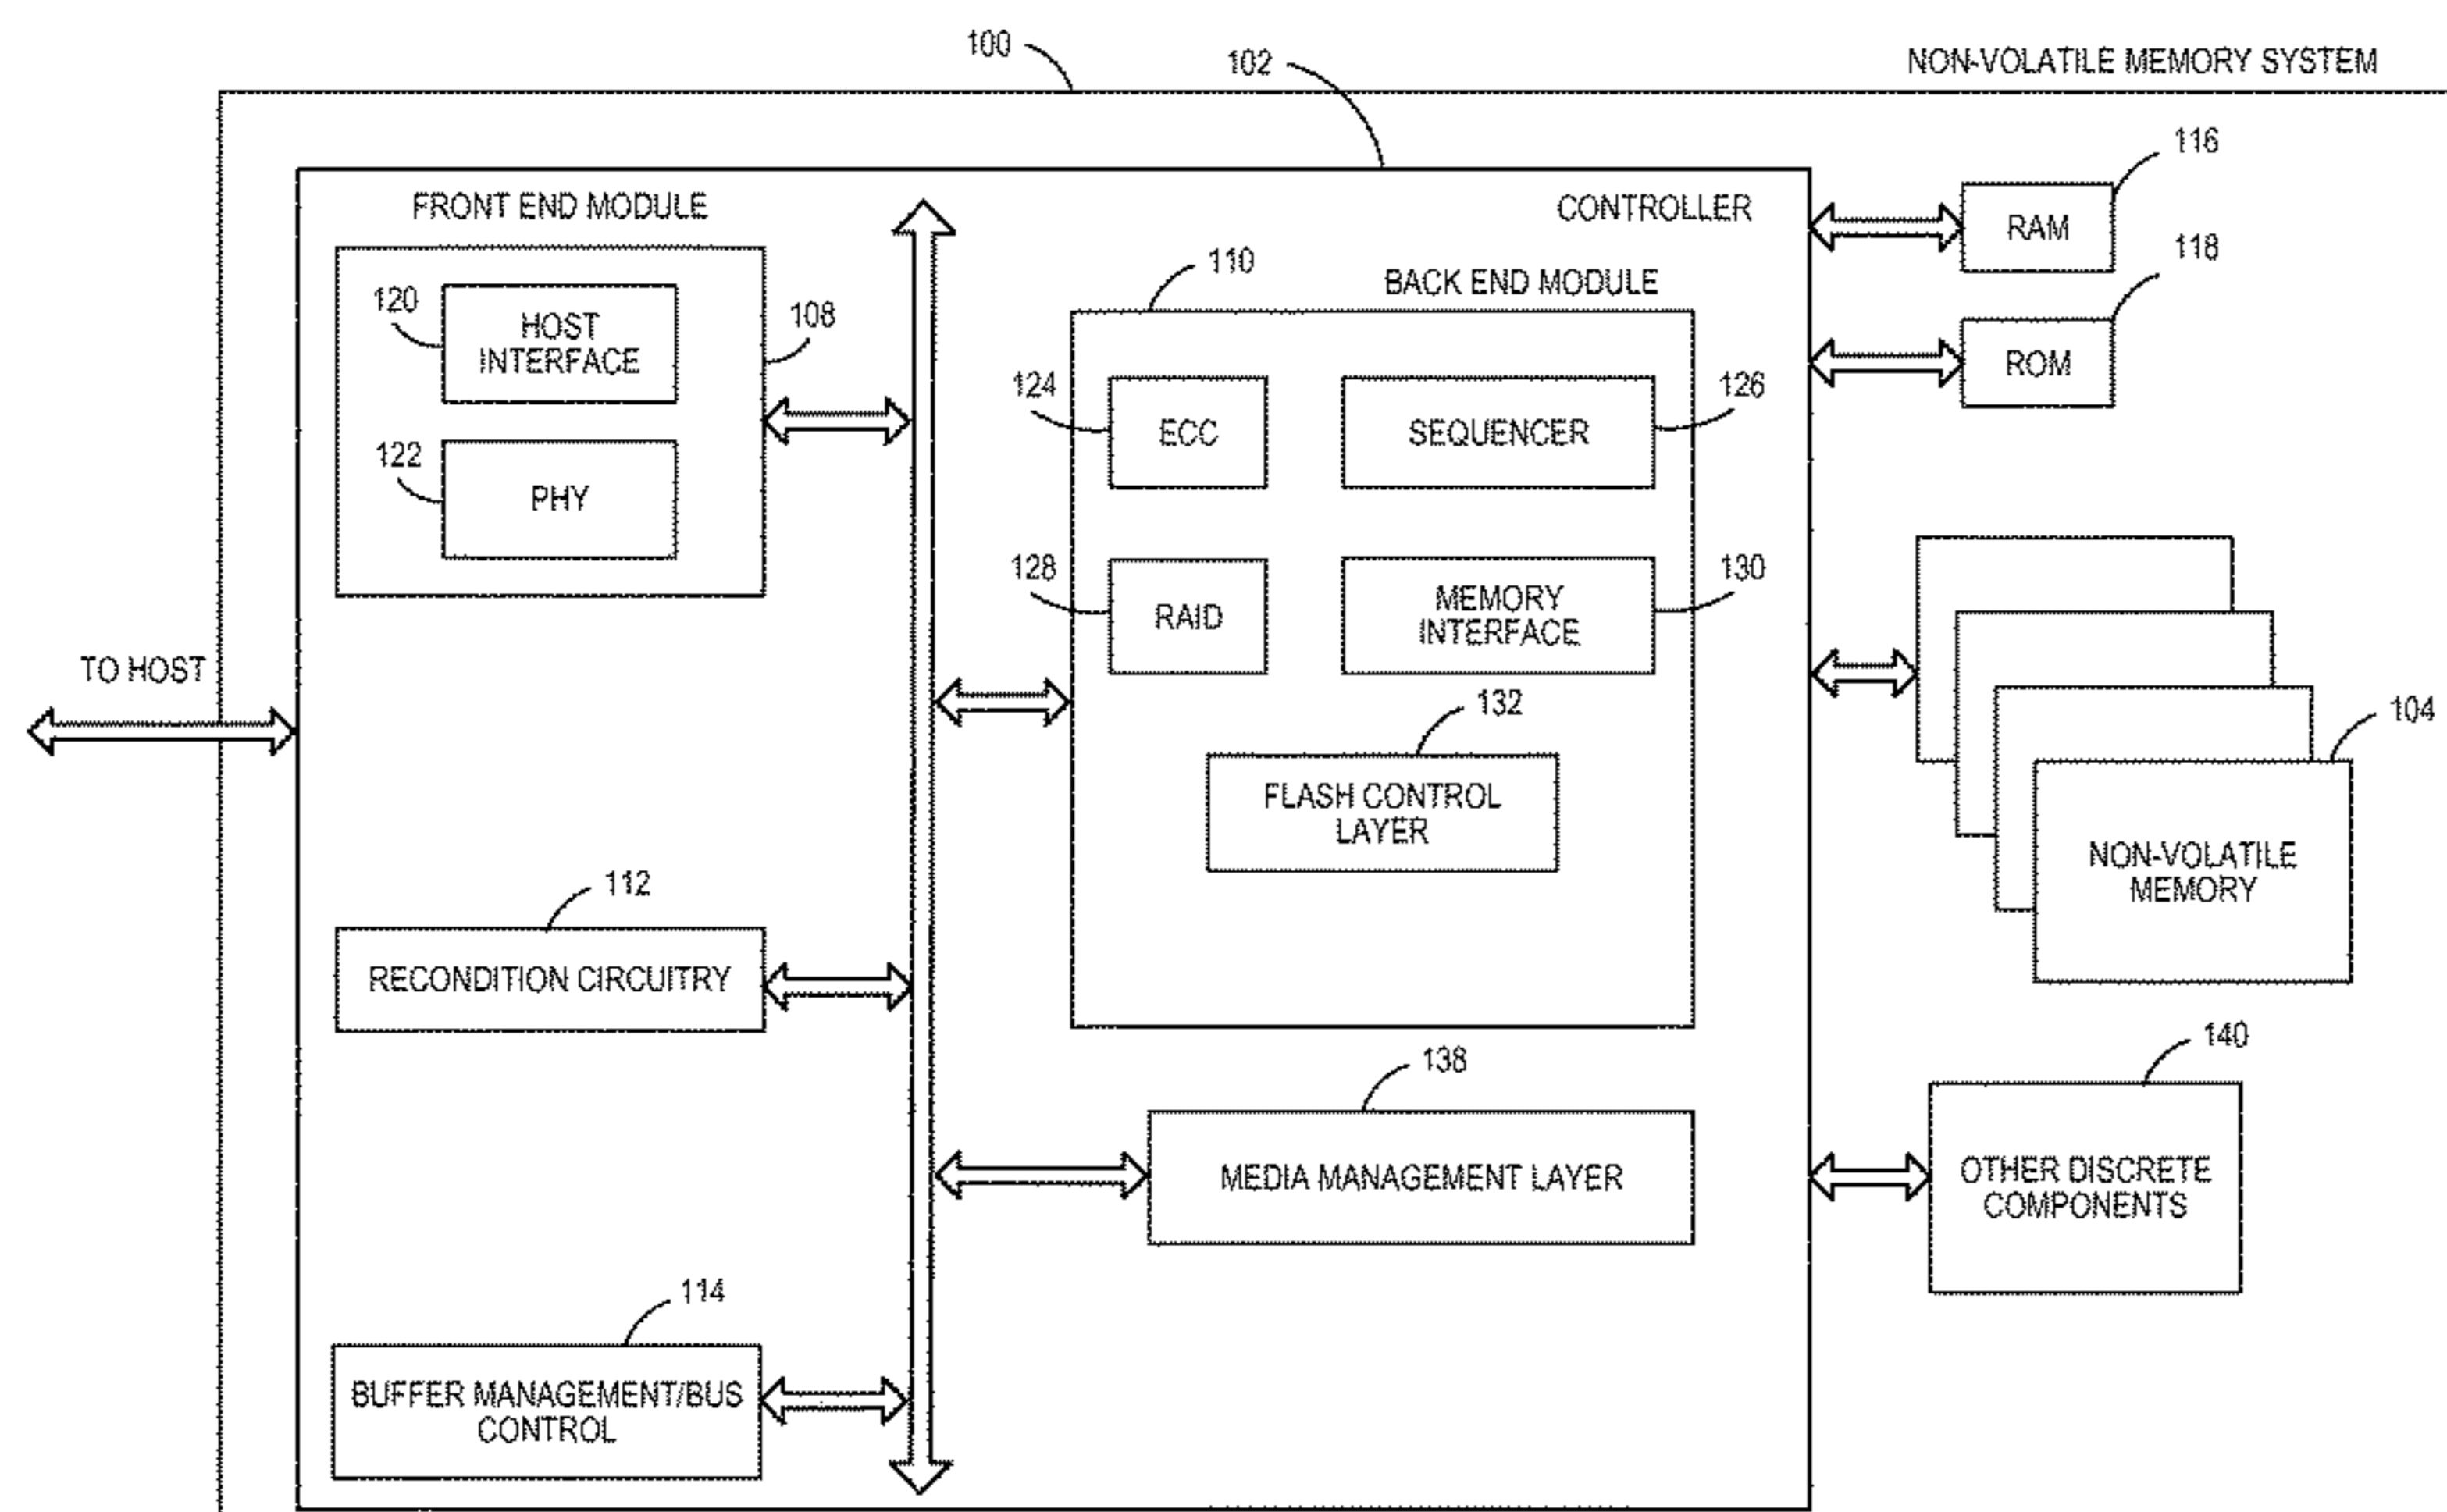 100
102
NON-VOLATILE MEMORY SYSTEM
116
FRONT END MODULE
CONTROLLER
RAM
118
110
BACK END MODULE
120
HOST
INTERFACE
108
ROM
124
ECC
SEQUENCER
126
122
PHY
128
RAID
MEMORY
INTERFACE
130
TO HOST
132
104
FLASH CONTROL
LAYER
NON-VOLATILE
MEMORY
112
RECONDITION CIRCUITRY
138
140
MEDIA MANAGEMENT LAYER
OTHER DISCRETE
COMPONENTS
114
BUFFER MANAGEMENT/BUS
CONTROL